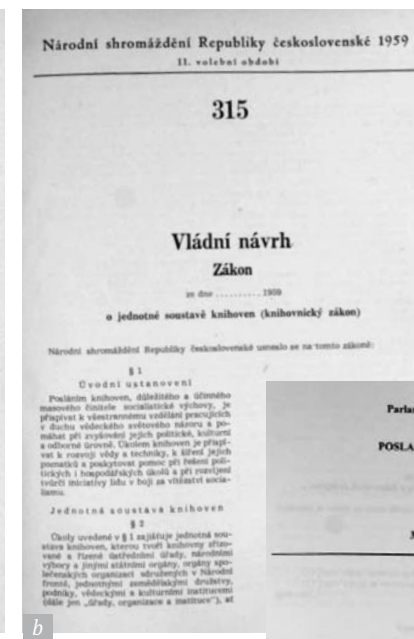 Národní shromáždění Republiky československé 1959
II. volební období
315
Vládní návrh
Zákon
ze dne .......... 1959
o jednotné soustavě knihoven (knihovnický zákon)
Národní shromáždění Republiky československé usneslo se na tomto zákoně:
§ 1
Úvodní ustanovení
Posláním knihoven, důležitého a účinného
masového činitele socialistické výchovy, je
přispívat k všestrannému vzdělání pracujících
v duchu vědeckého světového názoru a po-
máhat při zvyšování jejich politické, kulturní
a odborné úrovně. Úkolem knihoven je přispí-
vat k rozvoji vědy a techniky, k šíření jejich
poznatků a poskytovat pomoc při řešení poli-
tických i hospodářských úkolů a při rozvíjení
tvůrčí iniciativy lidu v boji za vítězství socia-
lismu.
Jednotná soustava knihoven
§ 2
Úkoly uvedené v § 1 zajišťuje jednotná sou-
stava knihoven, kterou tvoří knihovny zřizo-
vané a řízené ústředními úřady, národními
výbory a jinými státními orgány, orgány spo-
lečenských organizací sdružených v Národní
frontě, jednotnými zemědělskými družstvy,
podniky, vědeckými a kulturními institucemi
(dále jen „úřady, organizace a instituce"), ať
Parla
POSLA
b